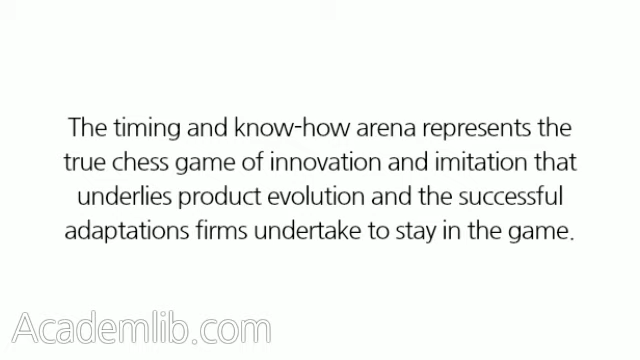 The timing and know-how arena represents the
true chess game of innovation and imitation that
underlies product evolution and the successful
adaptations firms undertake to stay in the game.
Academlib.com